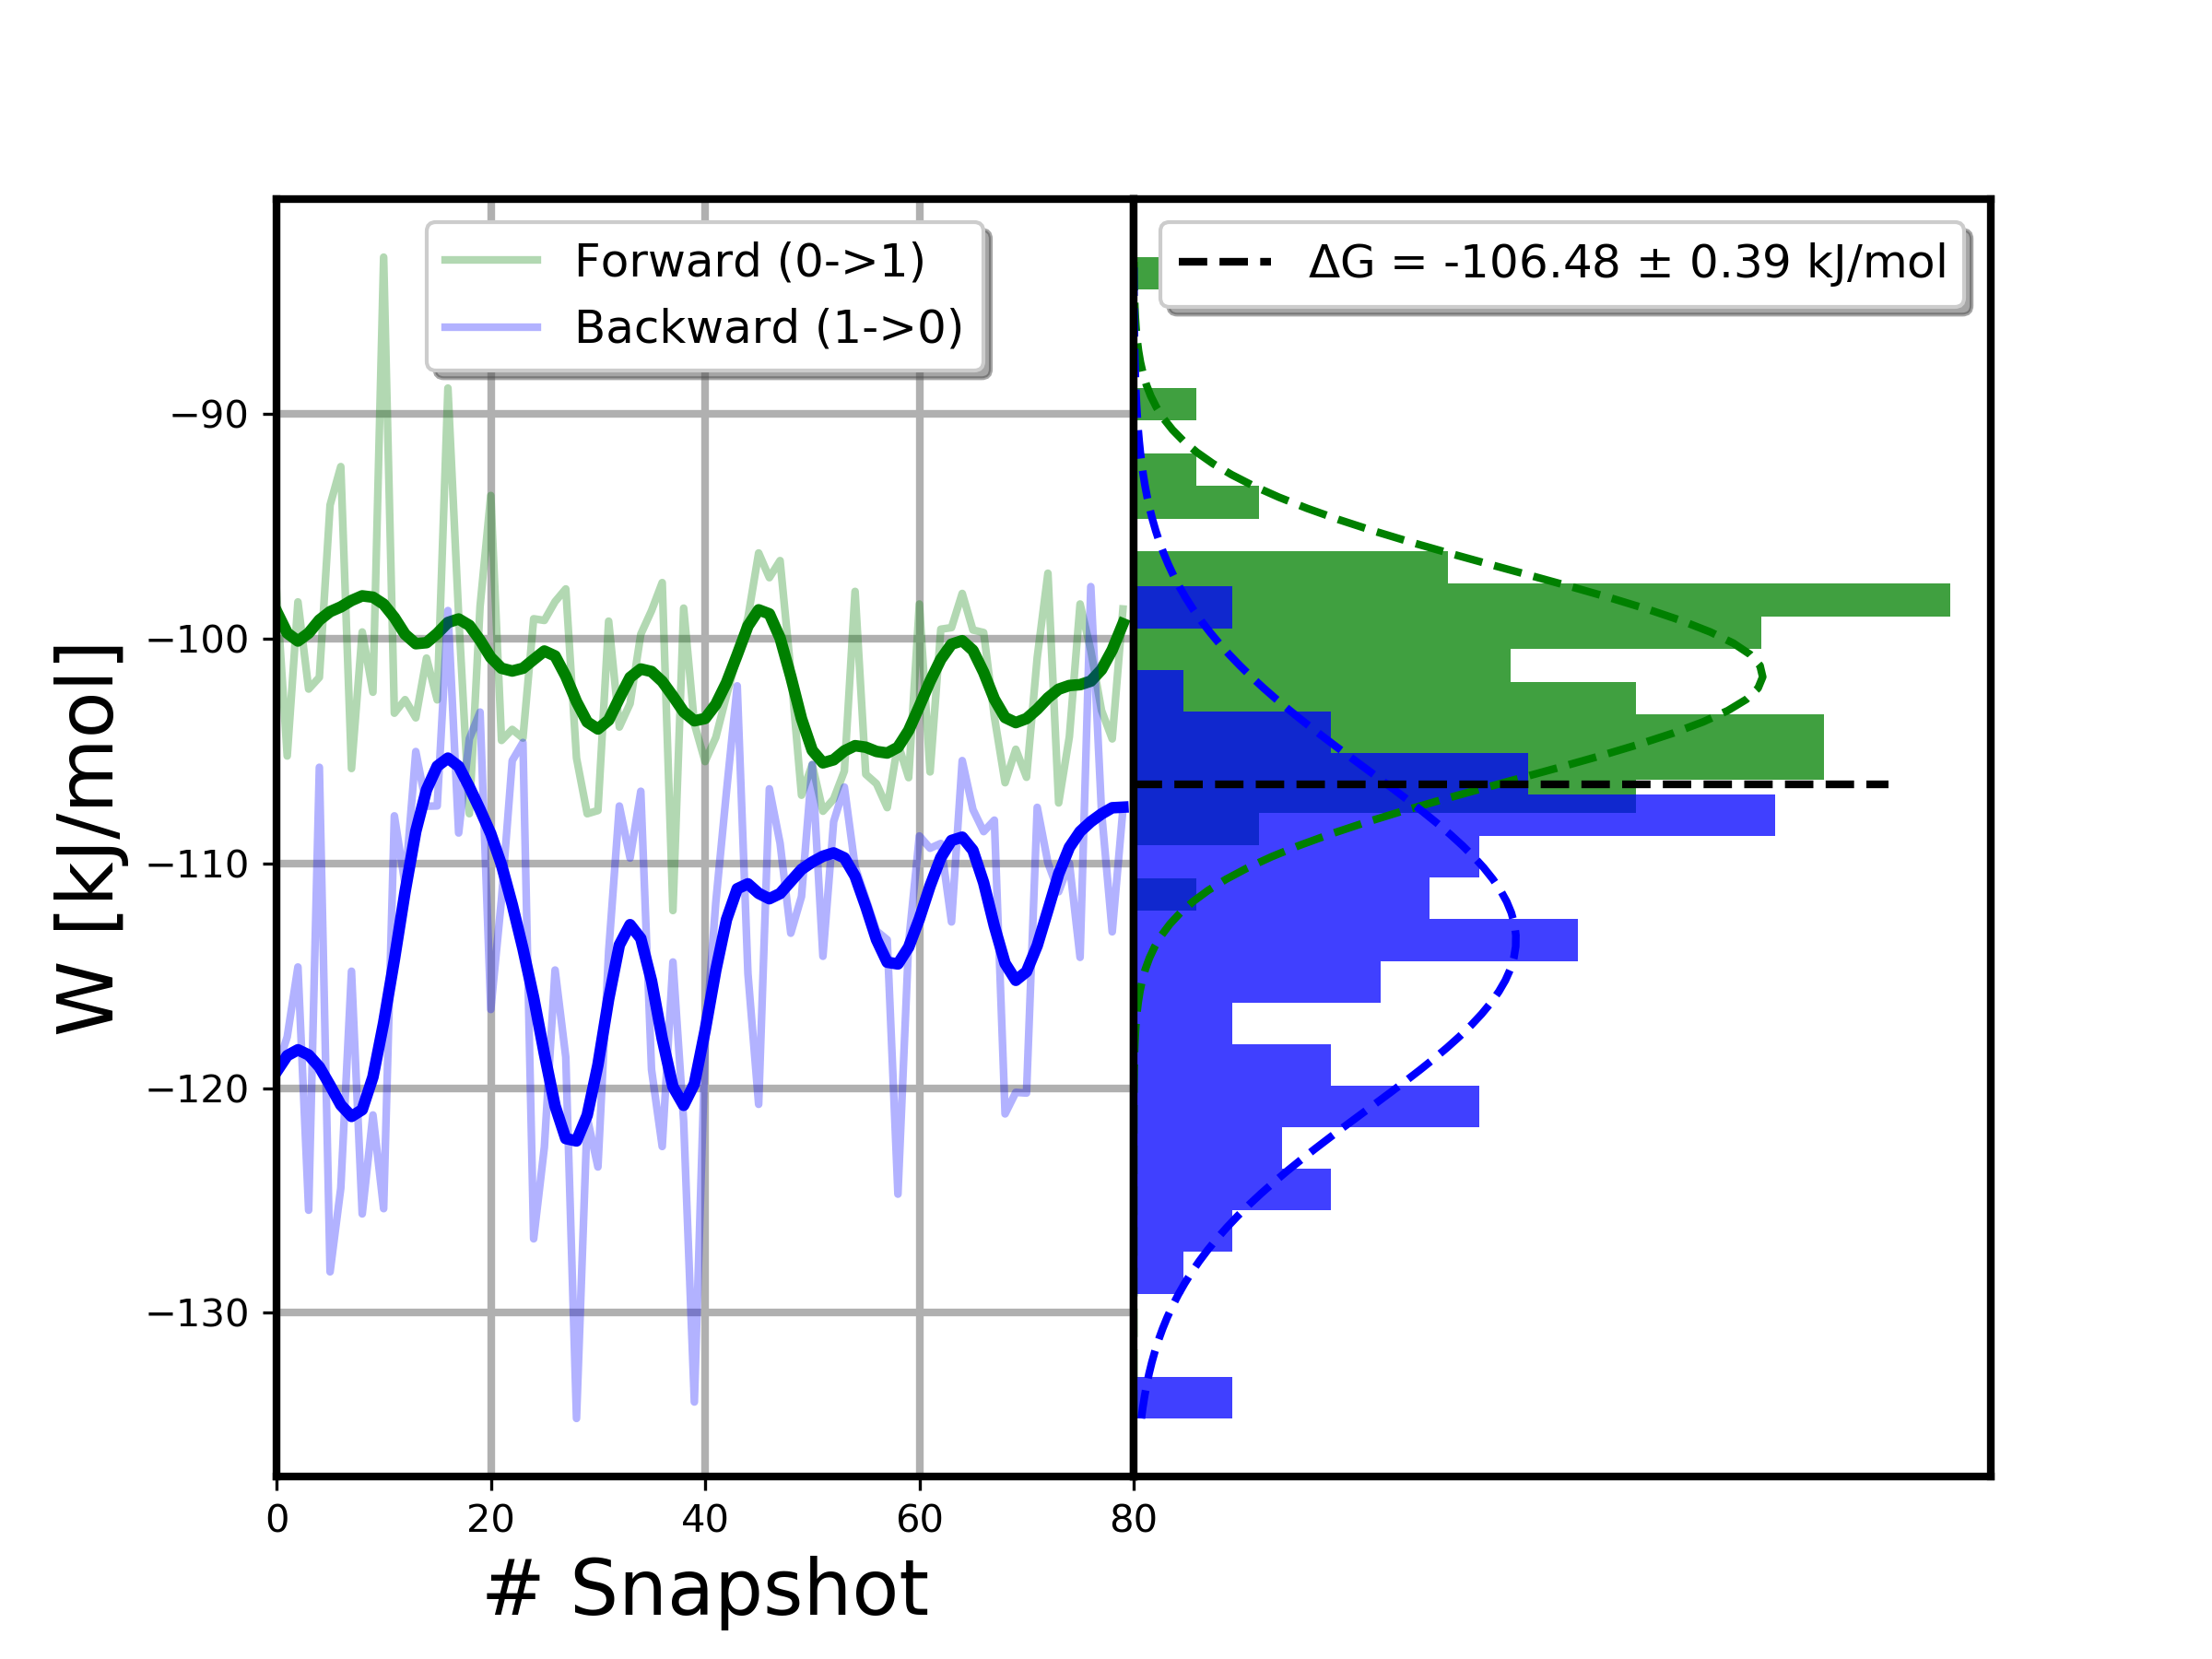 Forward (0->1)
Backward (1->0)
ΔG = -106.48 ± 0.39 kJ/mol
W [kJ/mol]
−90
−100
−110
−120
−130
0 20 40 60 80
# Snapshot